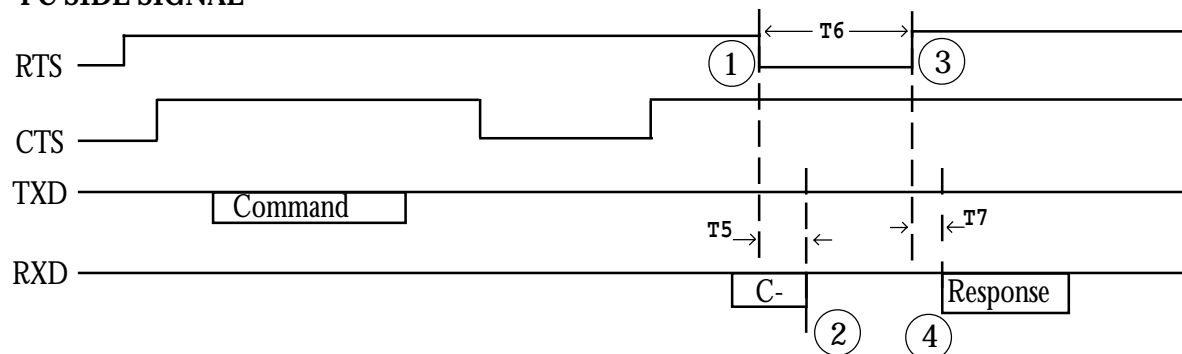 PC SIDE SIGNAL
T6
RTS
1
3
CTS
TXD
Command
T5
T7
RXD
C-
Response
2
4